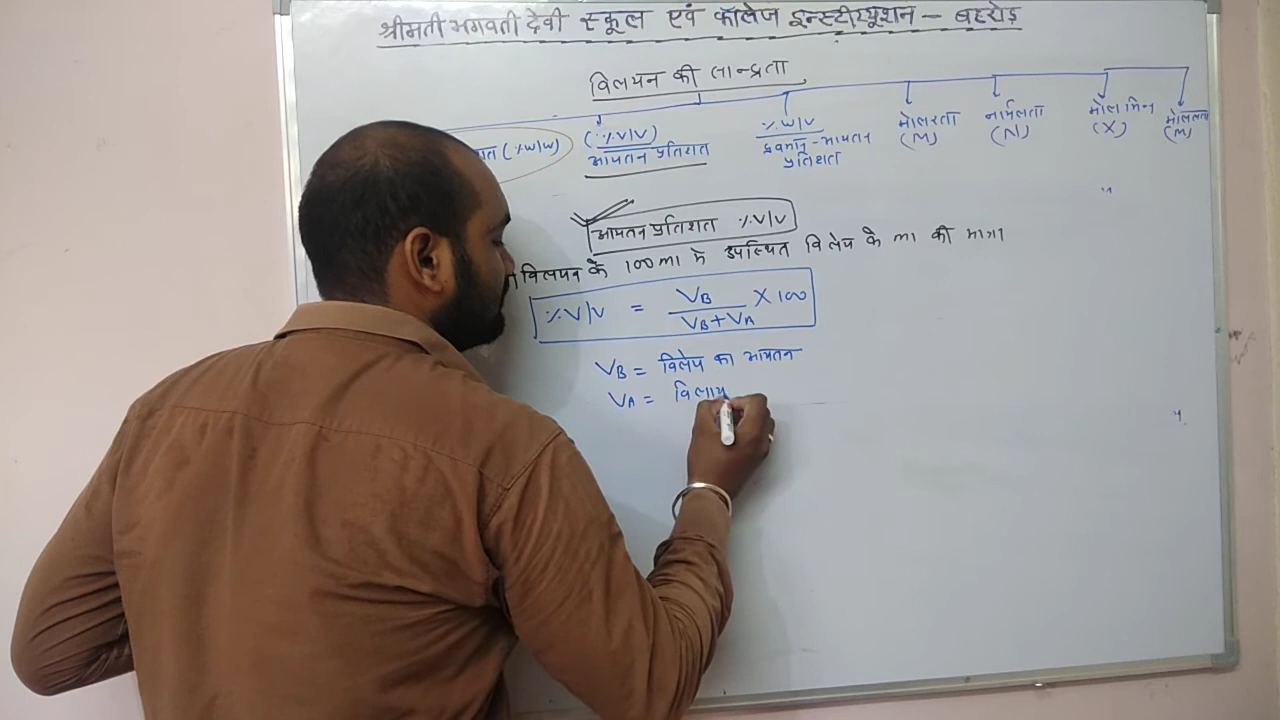 श्रीमती भगवती देवी स्कूल एवं कॉलेज इन्स्टीट्यूशन – बहरोड़
विलयन की सान्द्रता
(%W/W)
(%V/V)
आयतन प्रतिशत
%W/V
द्रव्यमान-आयतन
प्रतिशत
मोलरता
(M)
नार्मलता
(N)
मोल भिन्न
(X)
मोललता
(M)
आयतन प्रतिशत %V/V
विलयन के 100ml में उपस्थित विलेय के ml की मात्रा
%V/V = VB / VB+VA X 100
VB = विलेय का आयतन
VA = विलाय